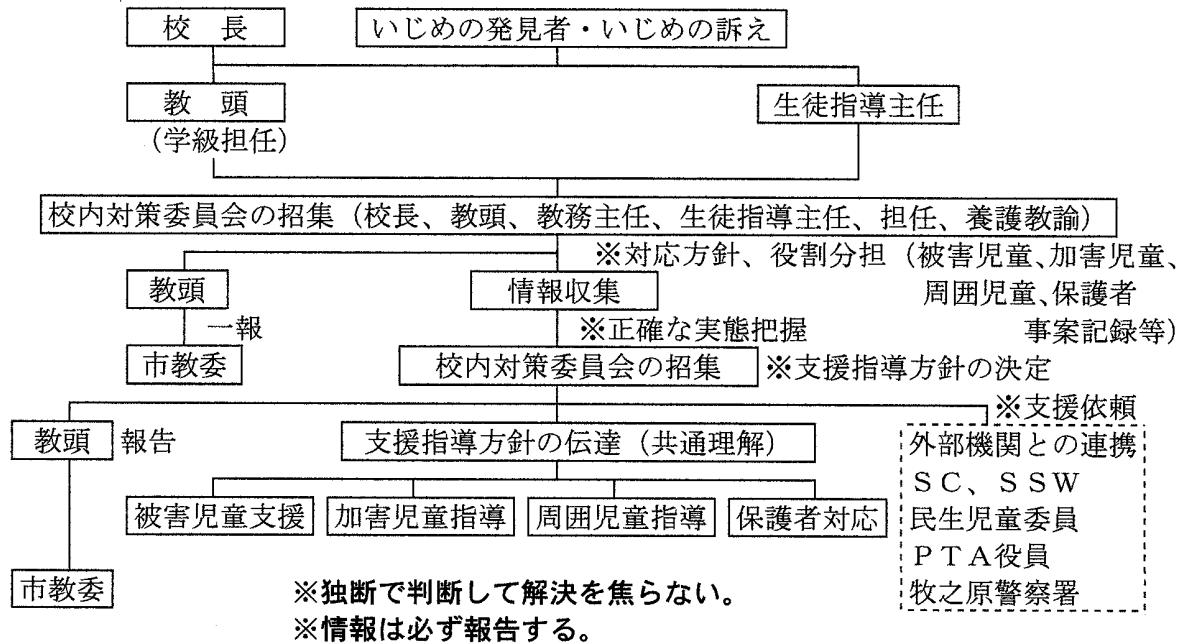 校 長
いじめの発見者・いじめの訴え
教 頭
(学級担任)
生徒指導主任
校内対策委員会の招集(校長、教頭、教務主任、生徒指導主任、担任、養護教諭)
※対応方針、役割分担(被害児童、加害児童、
周囲児童、保護者
事案記録等)
教頭
情報収集
一報
※正確な実態把握
市教委
校内対策委員会の招集
※支援指導方針の決定
※支援依頼
教頭
報告
支援指導方針の伝達(共通理解)
外部機関との連携
SC、SSW
民生児童委員
PTA役員
牧之原警察署
被害児童支援
加害児童指導
周囲児童指導
保護者対応
市教委
※独断で判断して解決を焦らない。
※情報は必ず報告する。